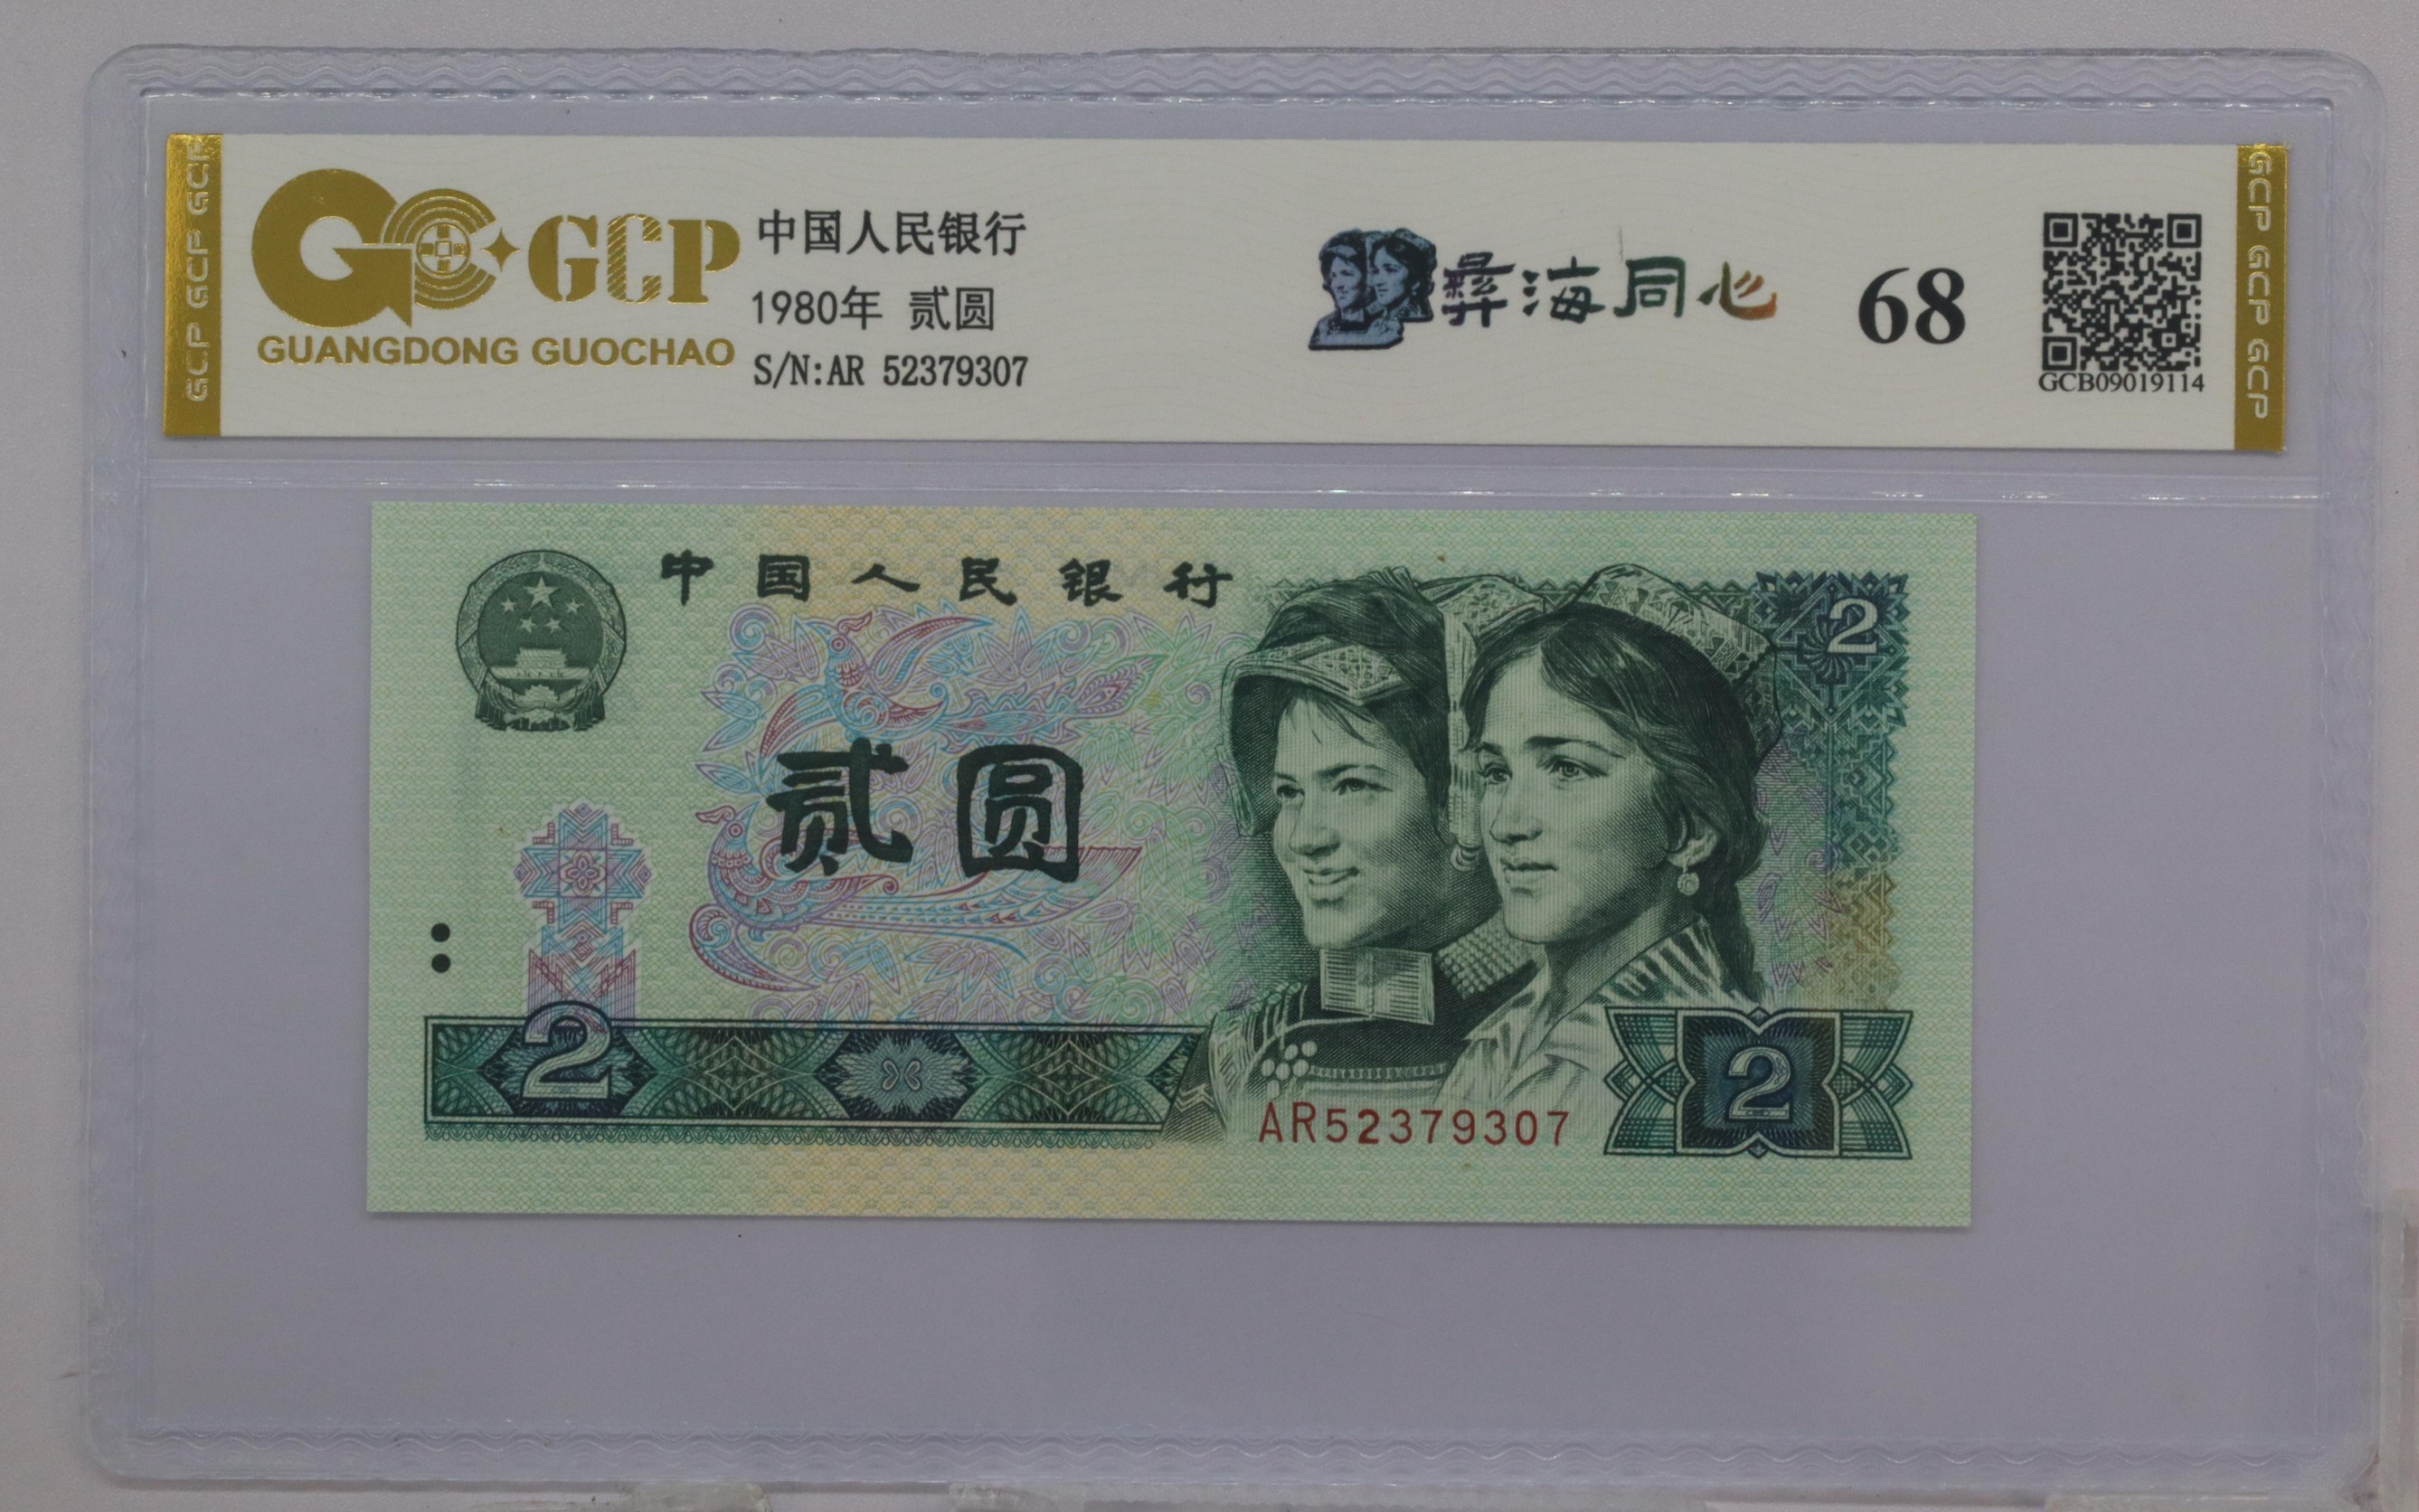 GCP GCP GCP
GCP
GUANGDONG GUOCHAO
中国人民银行
1980年 贰圆
S/N:AR 52379307
彝海同心
68
GCB09019114
GCP GCP GCP
中国人民银行
2
贰圆
2
AR52379307
2